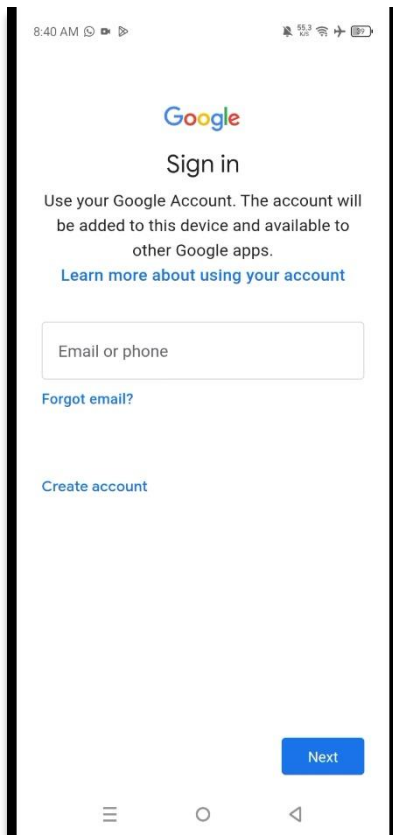 8:40 AM
55.3
K/S
Google
Sign in
Use your Google Account. The account will
be added to this device and available to
other Google apps.
Learn more about using your account
Email or phone
Forgot email?
Create account
Next